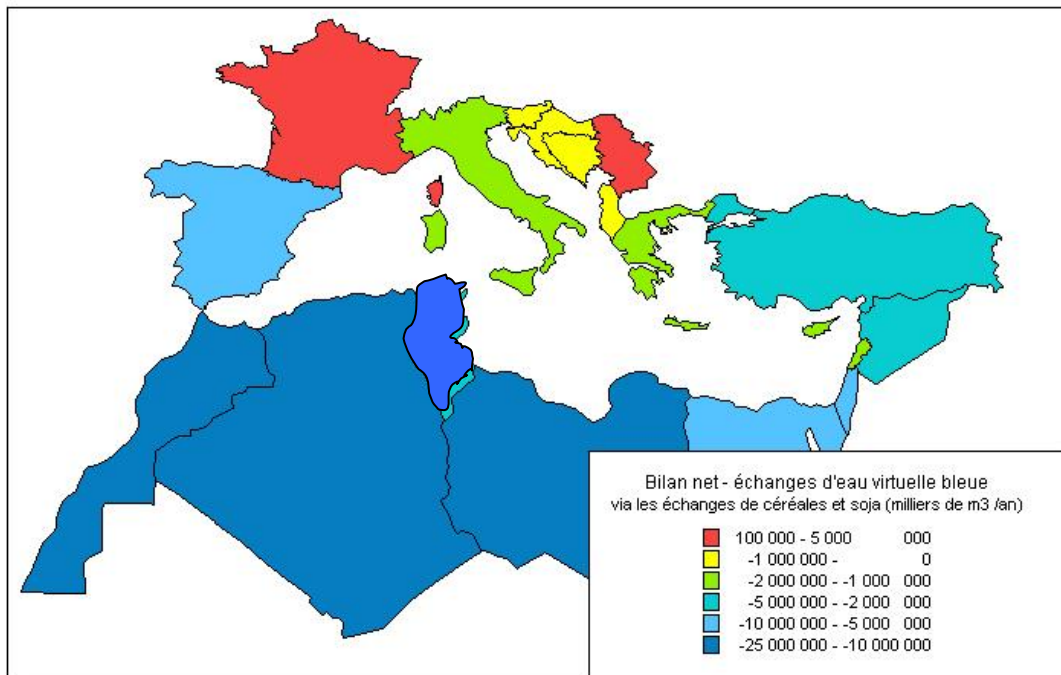 Bilan net - échanges d'eau virtuelle bleue
via les échanges de céréales et soja (milliers de m3 /an)
100 000 - 5 000 000
-1 000 000 - 0
-2 000 000 - -1 000 000
-5 000 000 - -2 000 000
-10 000 000 - -5 000 000
-25 000 000 - -10 000 000